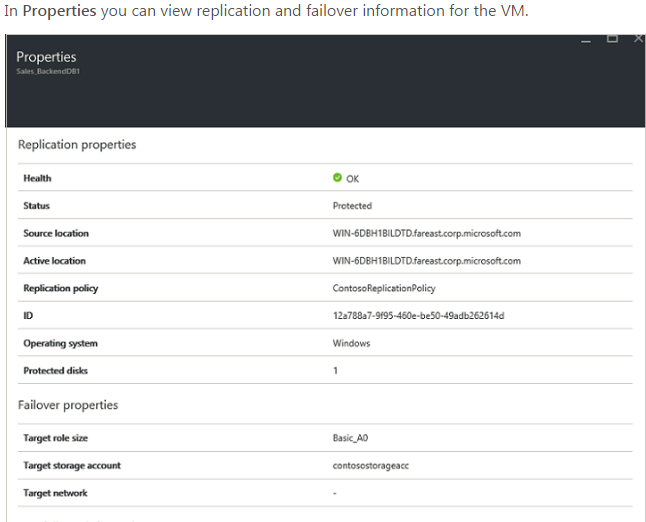 In Properties you can view replication and failover information for the VM.
Properties
Sales_BackendDB1
Replication properties
Health OK
Status Protected
Source location WIN-6DBH1BILDTD.fareast.corp.microsoft.com
Active location WIN-6DBH1BILDTD.fareast.corp.microsoft.com
Replication policy ContosoReplicationPolicy
ID 12a788a7-9f95-460e-be50-49adb262614d
Operating system Windows
Protected disks 1
Failover properties
Target role size Basic_A0
Target storage account contosostorageacc
Target network -